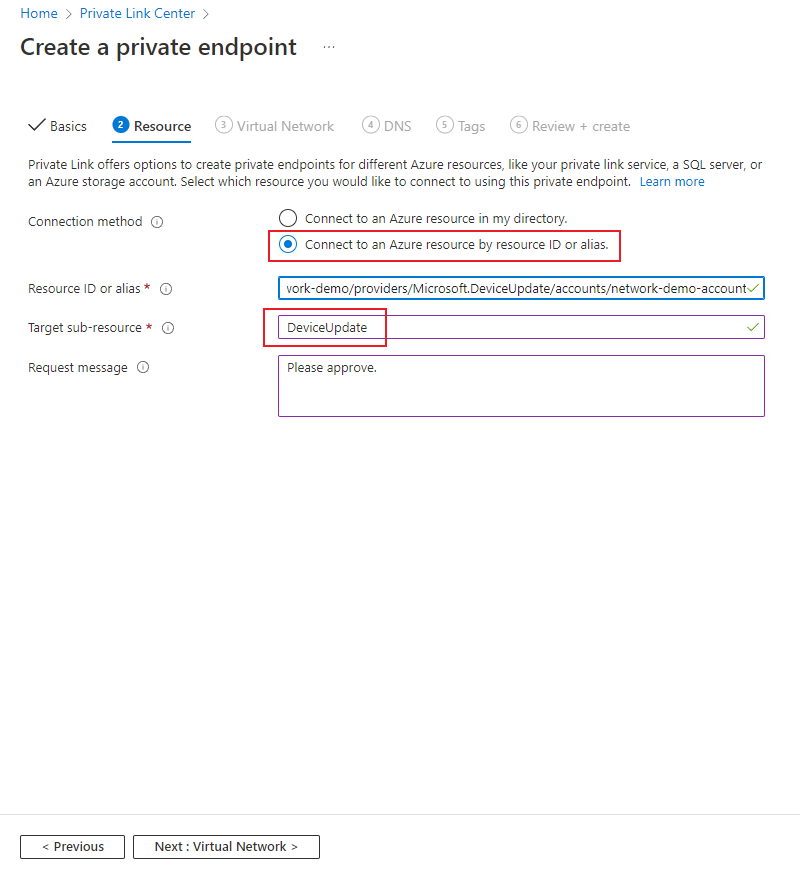 Home > Private Link Center >
Create a private endpoint ...
Basics 2 Resource 3 Virtual Network 4 DNS 5 Tags 6 Review + create
Private Link offers options to create private endpoints for different Azure resources, like your private link service, a SQL server, or
an Azure storage account. Select which resource you would like to connect to using this private endpoint. Learn more
Connection method
Connect to an Azure resource in my directory.
Connect to an Azure resource by resource ID or alias.
Resource ID or alias * vork-demo/providers/Microsoft.DeviceUpdate/accounts/network-demo-account
Target sub-resource * DeviceUpdate
Request message Please approve.
< Previous Next : Virtual Network >